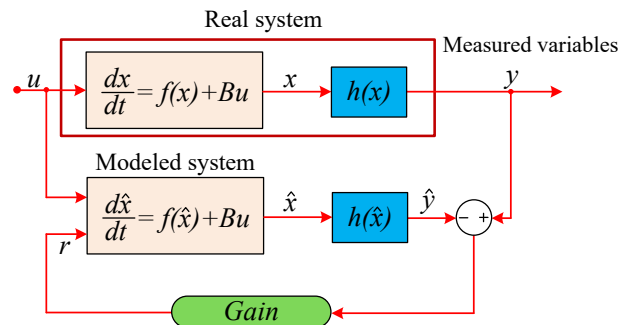 Real system
Measured variables
u
dx/dt = f(x)+Bu
x
h(x)
y
Modeled system
dx̂/dt = f(x̂)+Bu
x̂
h(x̂)
ŷ
- +
r
Gain